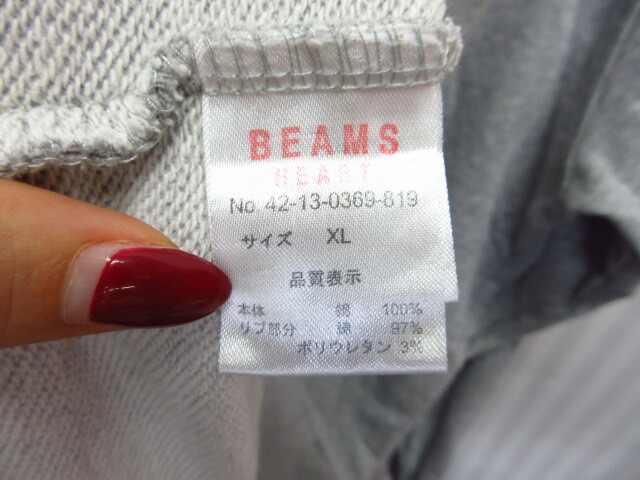 BEAMS
HEART
No. 42-13-0369-819
サイズ XL
品質表示
本体 綿 100%
リブ部分 綿 97%
ポリウレタン 3%